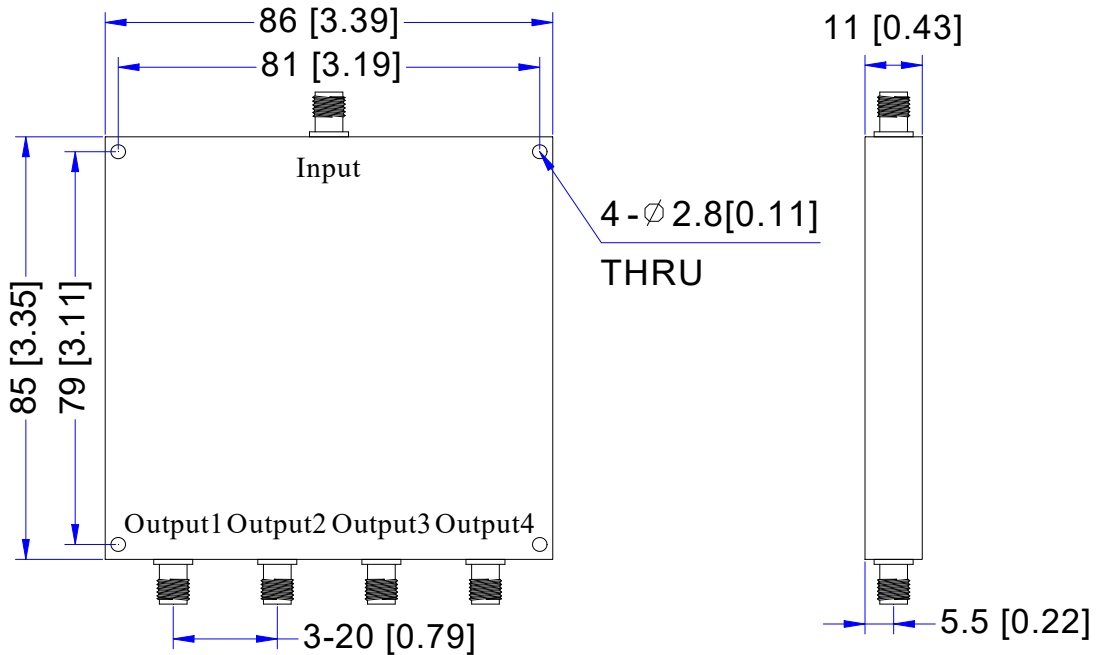 86 [3.39]
11 [0.43]
81 [3.19]
Input
4-∅2.8[0.11]
THRU
85 [3.35]
79 [3.11]
Output1 Output2 Output3 Output4
3-20 [0.79]
5.5 [0.22]